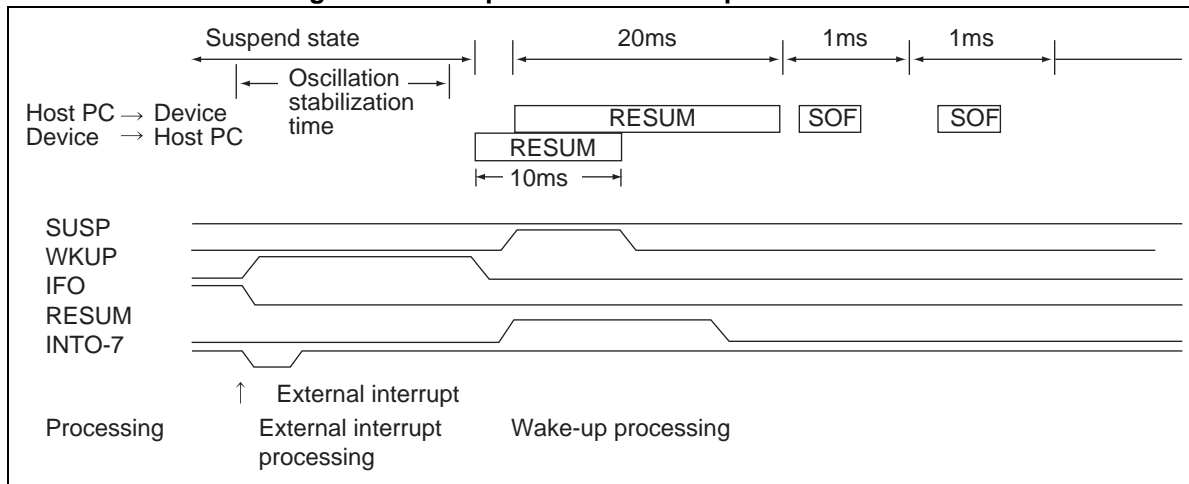 Suspend state 20ms 1ms 1ms
Oscillation
stabilization
time
Host PC → Device
Device → Host PC
RESUM SOF SOF
RESUM
10ms
SUSP
WKUP
IFO
RESUM
INTO-7
↑ External interrupt
Processing External interrupt
processing
Wake-up processing